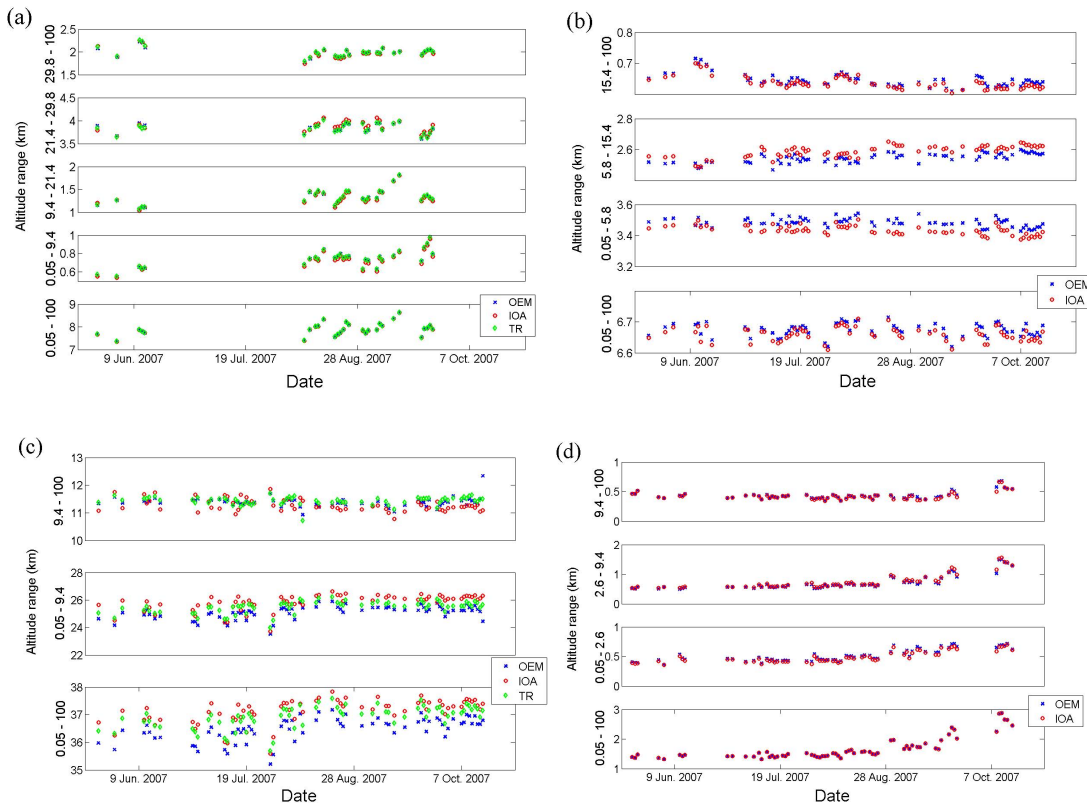 (a)
2.5
2
1.5
29.8 - 100
4.5
4
3.5
21.4 - 29.8
2
1.5
1
9.4 - 21.4
1
0.8
0.6
0.05 - 9.4
9
8
7
0.05 - 100
Altitude range (km)
OEM
IOA
TR
9 Jun. 2007
19 Jul. 2007
28 Aug. 2007
7 Oct. 2007
Date
(b)
0.8
0.7
15.4 - 100
2.8
2.6
5.8 - 15.4
3.6
3.4
3.2
0.05 - 5.8
6.7
6.6
0.05 - 100
Altitude range (km)
OEM
IOA
9 Jun. 2007
19 Jul. 2007
28 Aug. 2007
7 Oct. 2007
Date
(c)
13
12
11
10
9.4 - 100
28
26
24
22
0.05 - 9.4
38
37
36
35
0.05 - 100
Altitude range (km)
OEM
IOA
TR
9 Jun. 2007
19 Jul. 2007
28 Aug. 2007
7 Oct. 2007
Date
(d)
1
0.5
0
9.4 - 100
2
1
0
2.6 - 9.4
1
0.5
0
0.05 - 2.6
3
2
1
0.05 - 100
Altitude range (km)
OEM
IOA
9 Jun. 2007
19 Jul. 2007
28 Aug. 2007
7 Oct. 2007
Date